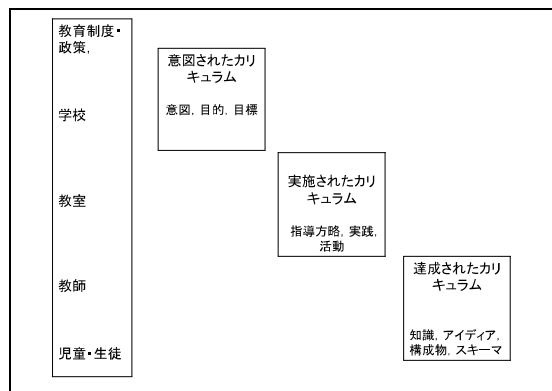 教育制度・
政策,
学校
教室
教師
児童・生徒
意図されたカリ
キュラム
意図, 目的, 目標
実施されたカリ
キュラム
指導方略, 実践,
活動
達成されたカリ
キュラム
知識, アイディア,
構成物, スキーマ